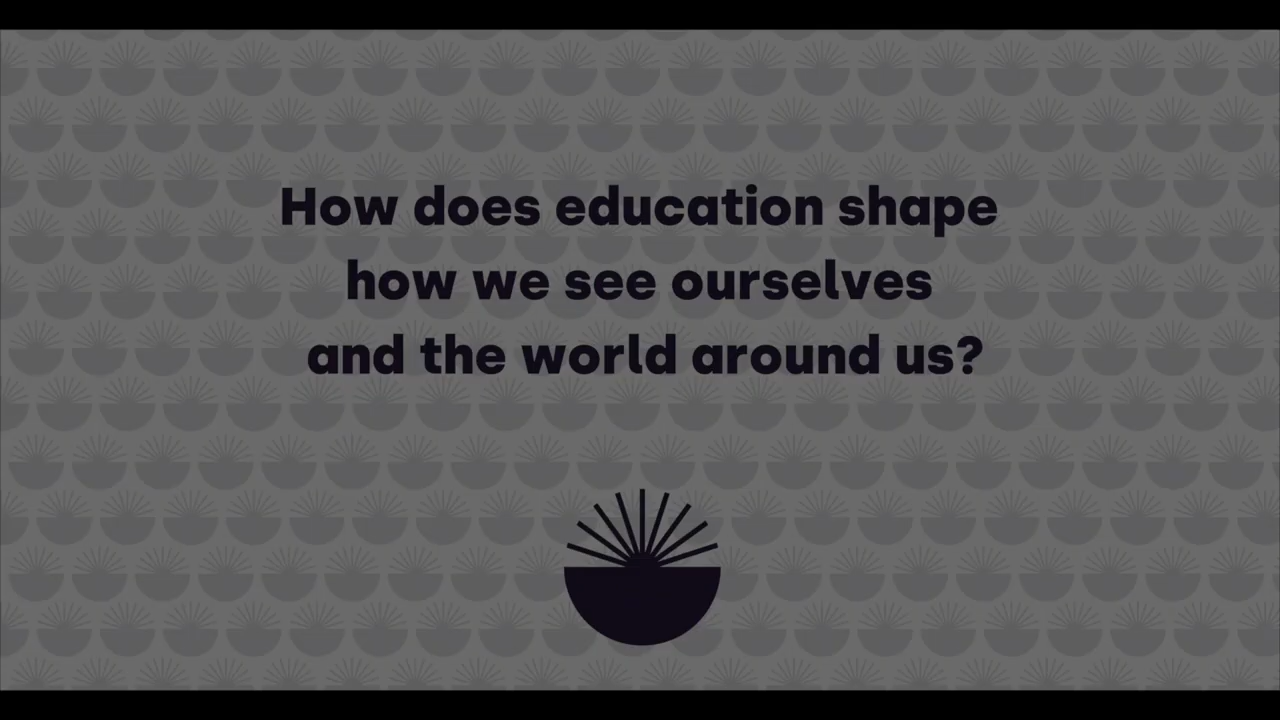 How does education shape
how we see ourselves
and the world around us?